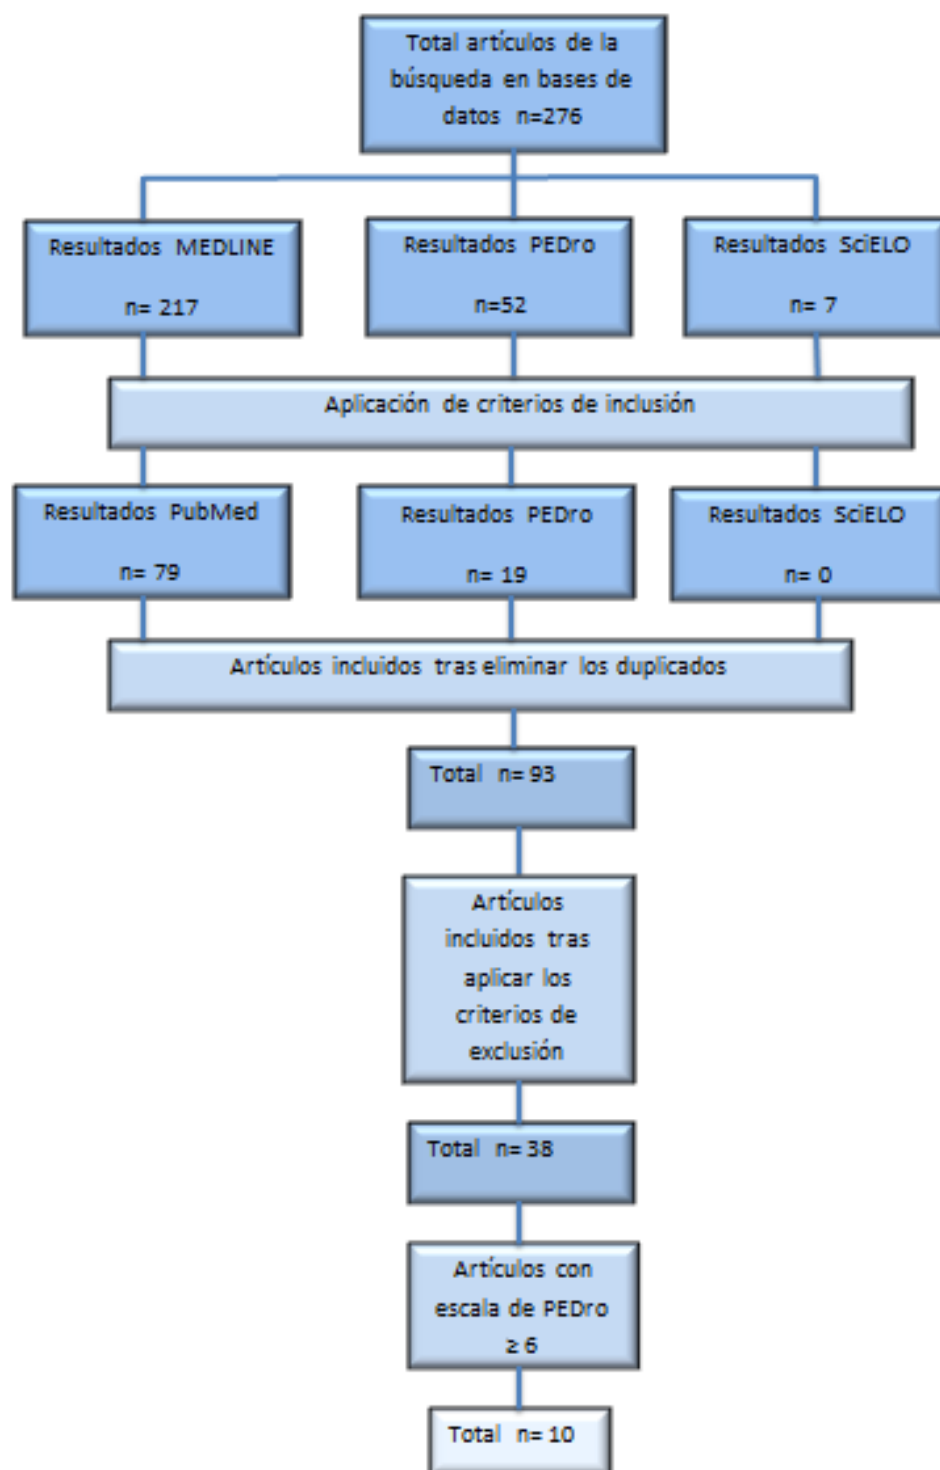 Total artículos de la
búsqueda en bases de
datos n=276
Resultados MEDLINE
n= 217
Resultados PEDro
n=52
Resultados SciELO
n= 7
Aplicación de criterios de inclusión
Resultados PubMed
n= 79
Resultados PEDro
n= 19
Resultados SciELO
n= 0
Artículos incluidos tras eliminar los duplicados
Total n= 93
Artículos
incluidos tras
aplicar los
criterios de
exclusión
Total n= 38
Artículos con
escala de PEDro
≥ 6
Total n= 10